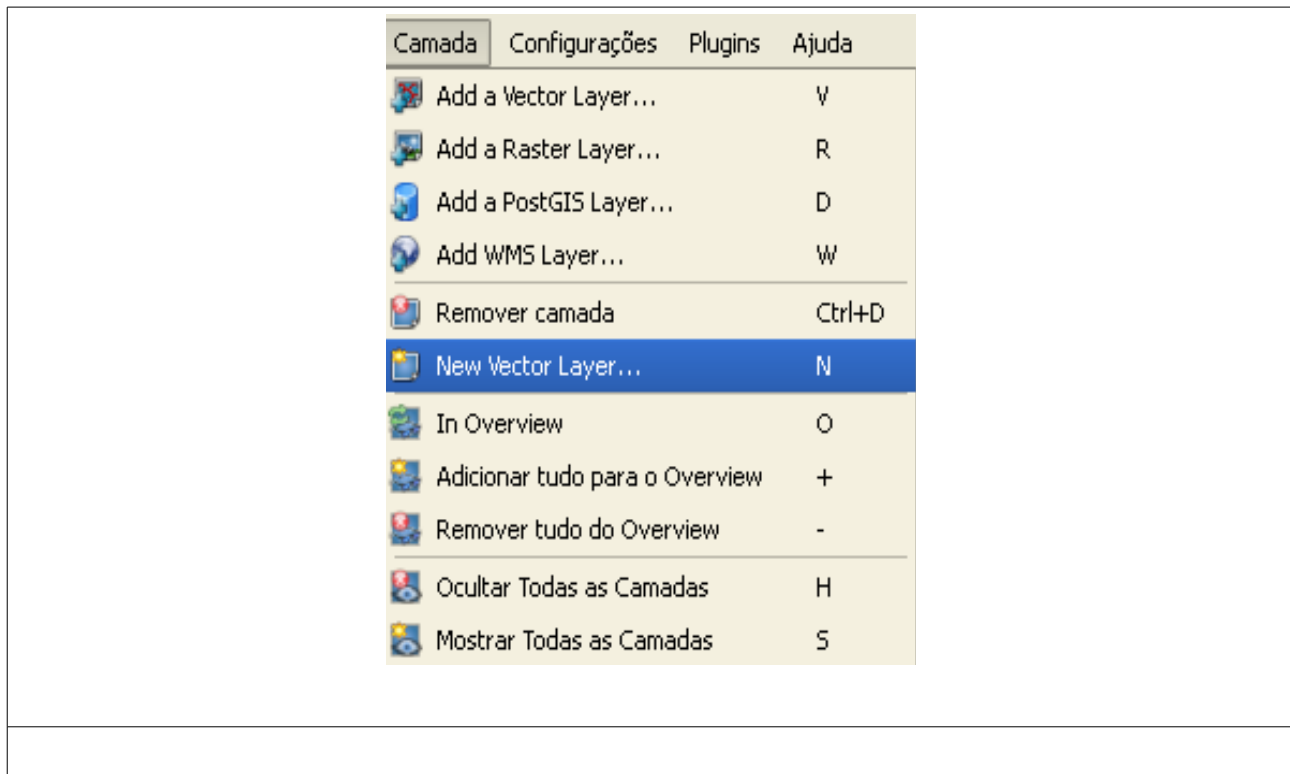 Camada Configurações Plugins Ajuda
Add a Vector Layer... V
Add a Raster Layer... R
Add a PostGIS Layer... D
Add WMS Layer... W
Remover camada Ctrl+D
New Vector Layer... N
In Overview O
Adicionar tudo para o Overview +
Remover tudo do Overview -
Ocultar Todas as Camadas H
Mostrar Todas as Camadas S